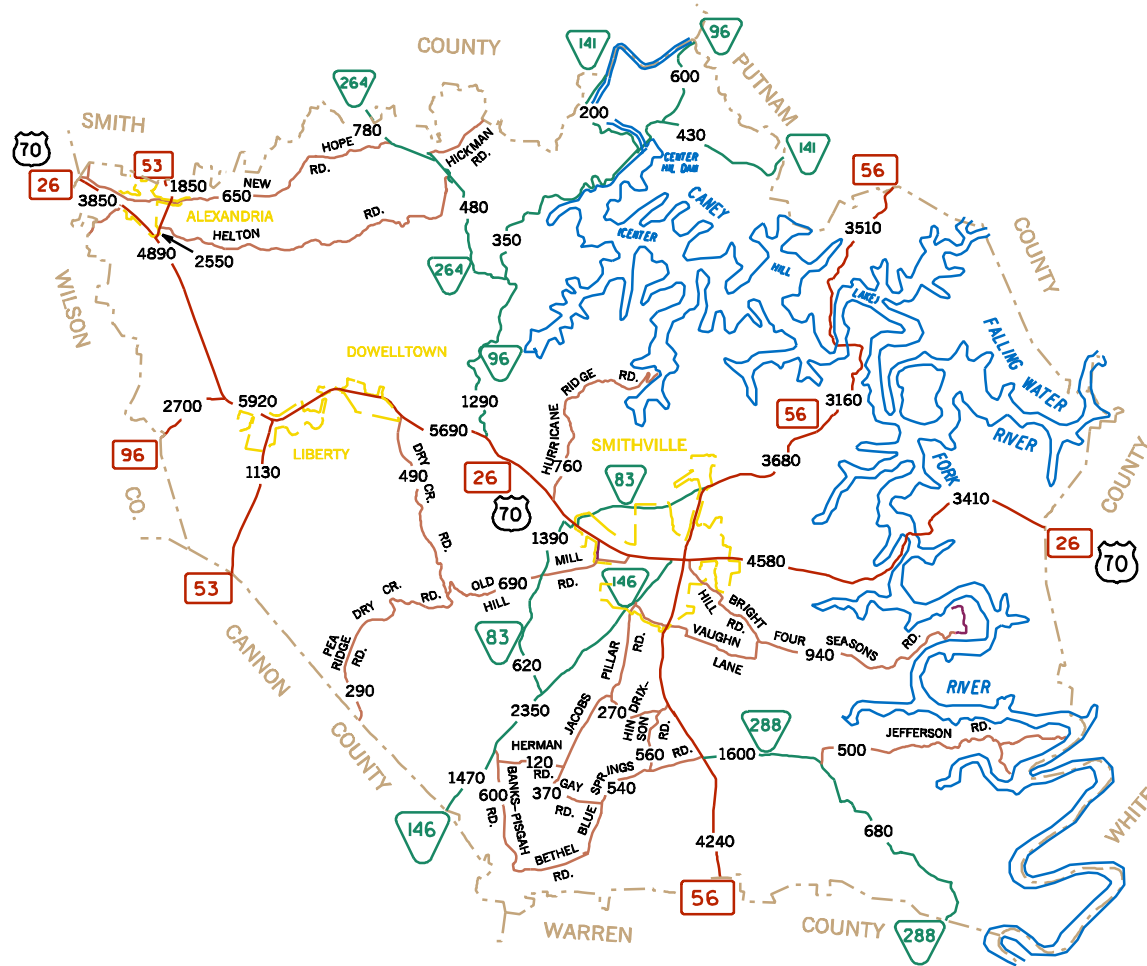 COUNTY
141
96
600
PUTNAM
264
SMITH
780
200
430
141
70
26
53
HOPE
RD.
HICKMAN
RD.
CENTER
HILL DAM
56
1850
NEW
650
3850
ALEXANDRIA
CANEY
HELTON
RD.
480
3510
COUNTY
4890
2550
350
(CENTER
HILL
264
LAKE)
WILSON
FALLING WATER
RIVER
DOWELLTOWN
96
RIDGE
RD.
2700
5920
1290
3160
56
5690
HURRICANE
SMITHVILLE
96
LIBERTY
DRY
CR.
RD.
1130
490
26
760
83
3680
FORK
COUNTY
CO.
70
3410
1390
26
70
53
MILL
4580
OLD
690
RD.
HILL
146
DRY
CR.
RD.
BRIGHT
HILL
RD.
CANNON
PEA
RIDGE
RD.
83
VAUGHN
LANE
FOUR
SEASONS
RD.
940
620
PILLAR
RD.
290
RIVER
2350
JACOBS
270
HINDRIX-
SON
RD.
288
JEFFERSON
RD.
COUNTY
HERMAN
120
RD.
560
RD.
1600
500
1470
600
BANKS-PISGAH
RD.
370
GAY
RD.
SPRINGS
540
BLUE
146
BETHEL
RD.
4240
680
WHITE
56
WARREN
COUNTY
288